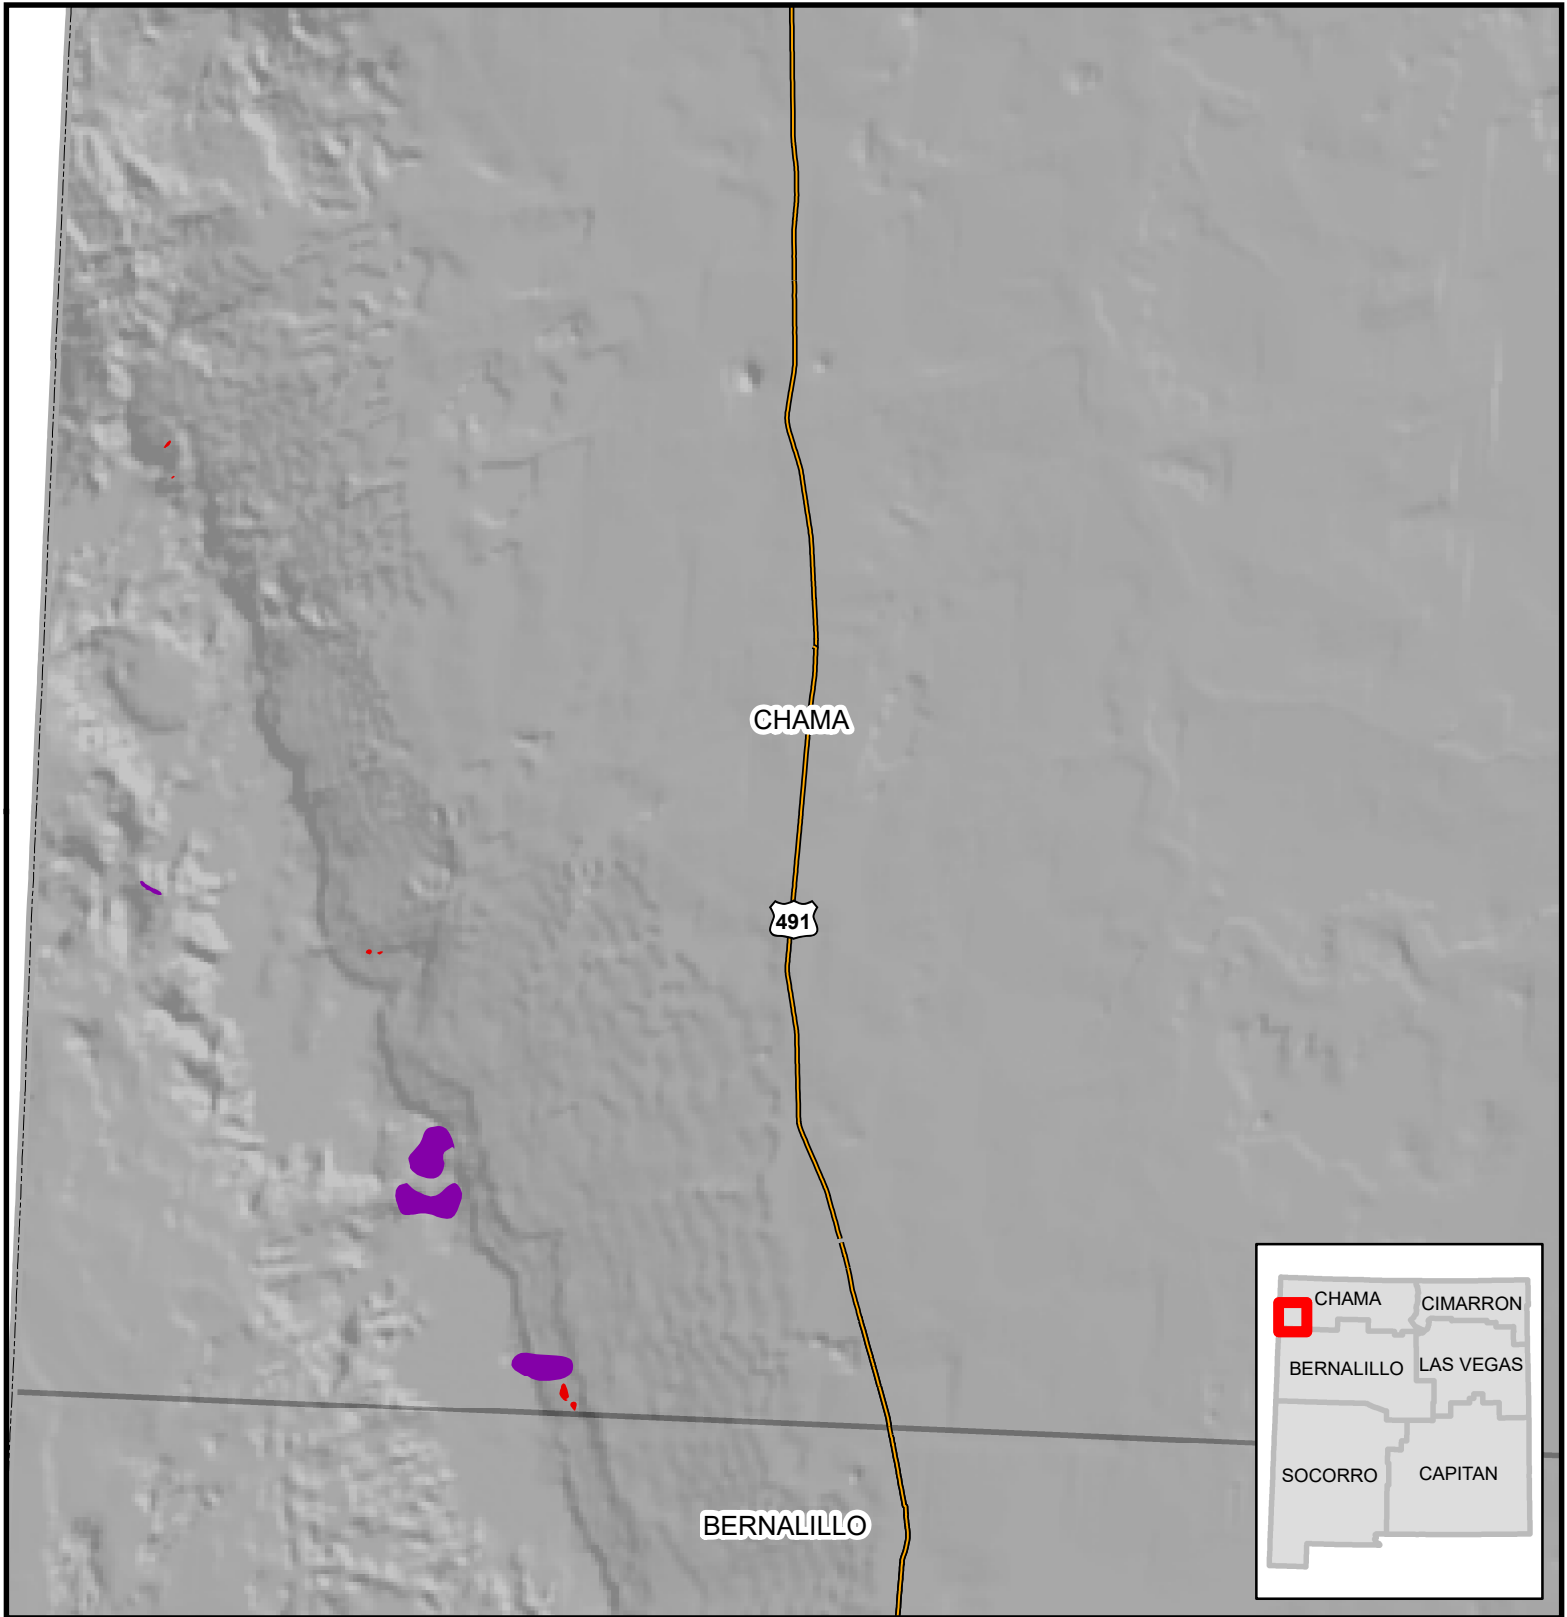 CHAMA
491
BERNALILLO
CHAMA
CIMARRON
BERNALILLO
LAS VEGAS
SOCORRO
CAPITAN